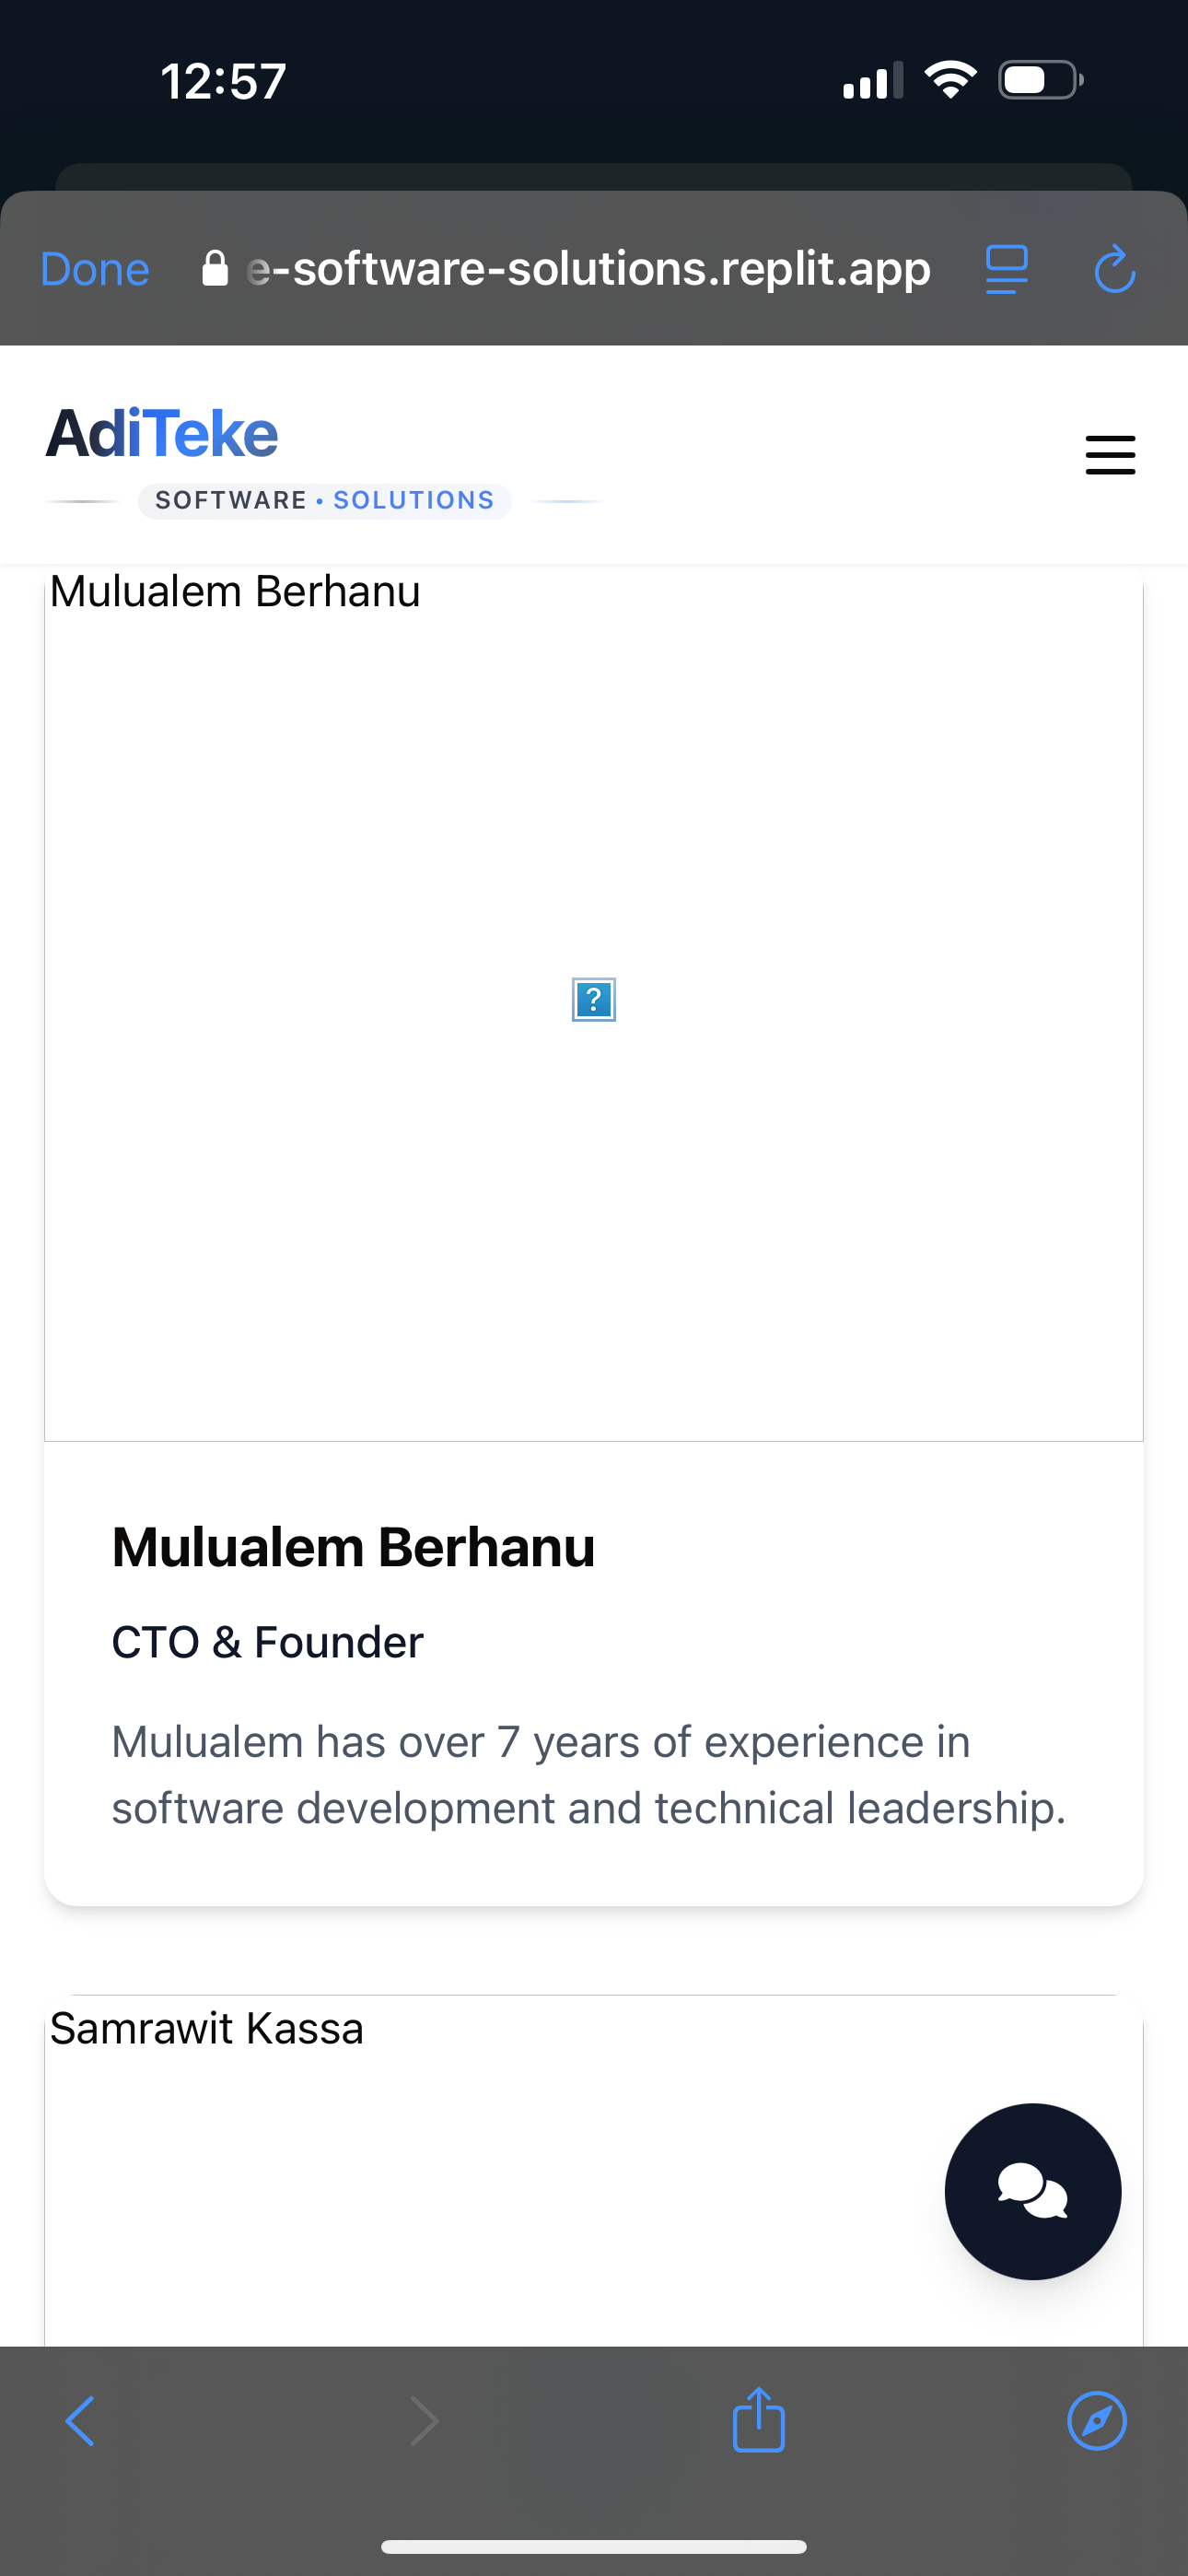 12:57
Done e-software-solutions.replit.app
AdiTeke
SOFTWARE • SOLUTIONS
Mulualem Berhanu
?
Mulualem Berhanu
CTO & Founder
Mulualem has over 7 years of experience in
software development and technical leadership.
Samrawit Kassa